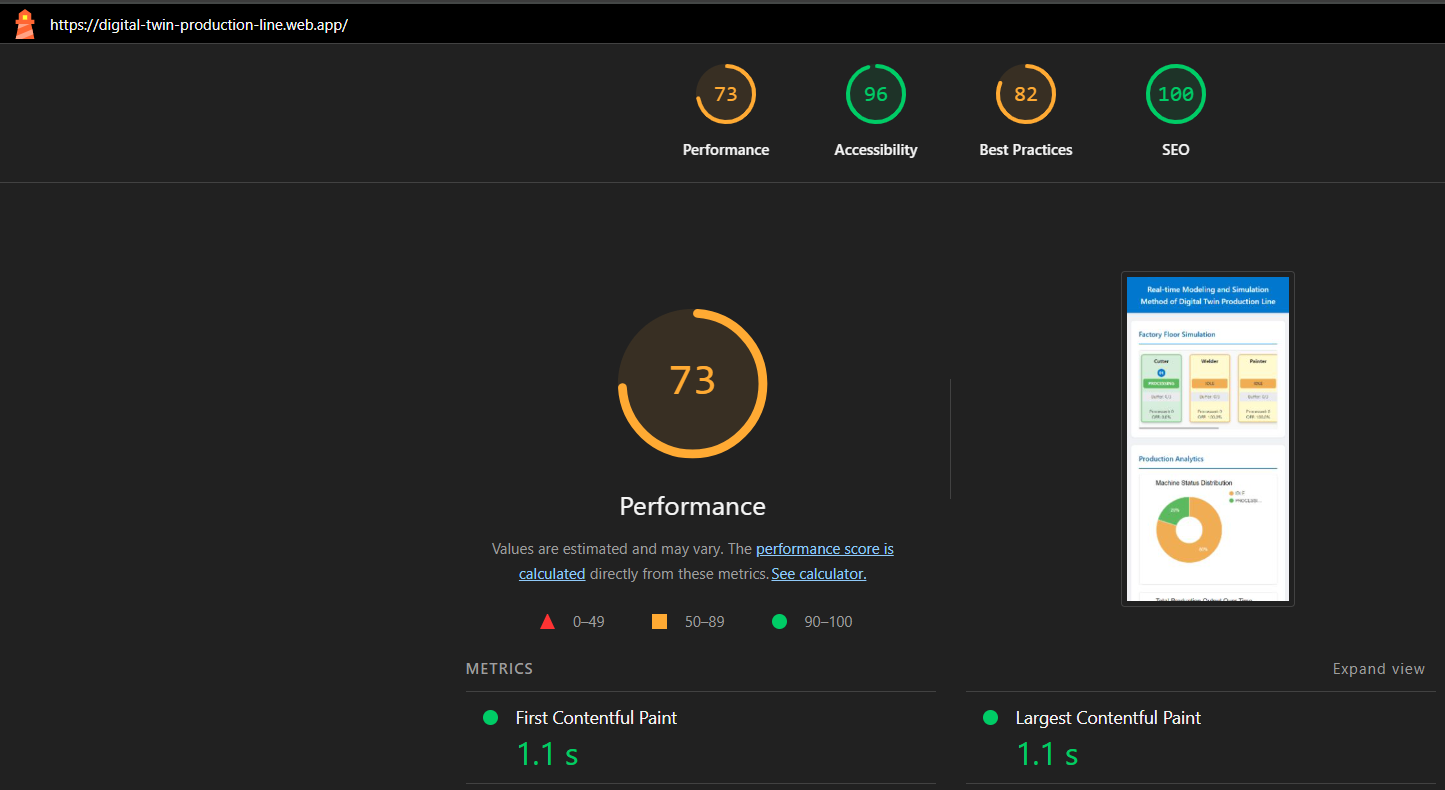 https://digital-twin-production-line.web.app/
73
96
82
100
Performance
Accessibility
Best Practices
SEO
73
Performance
Values are estimated and may vary. The performance score is
calculated directly from these metrics. See calculator.
0–49
50–89
90–100
Real-time Modeling and Simulation
Method of Digital Twin Production Line
Factory Floor Simulation
Cutter
Welder
Painter
PROCESSING
Production Analytics
Machine Status Distribution
METRICS
Expand view
First Contentful Paint
1.1 s
Largest Contentful Paint
1.1 s